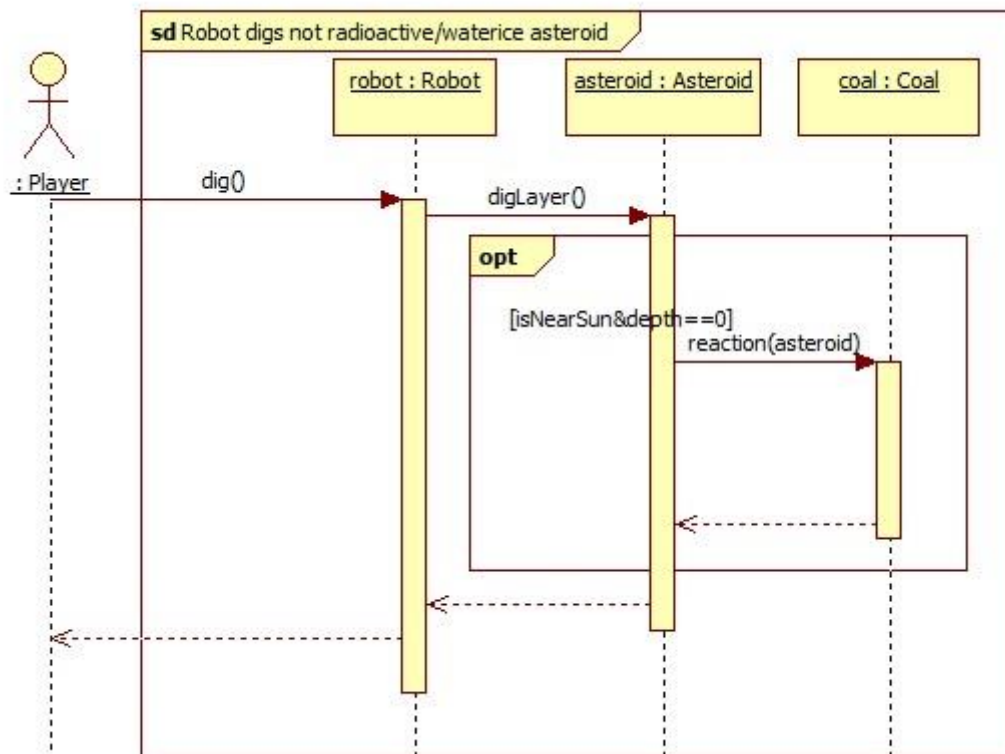 sd Robot digs not radioactive/waterice asteroid
robot : Robot
asteroid : Asteroid
coal : Coal
: Player
dig()
digLayer()
opt
[isNearSun&depth==0]
reaction(asteroid)